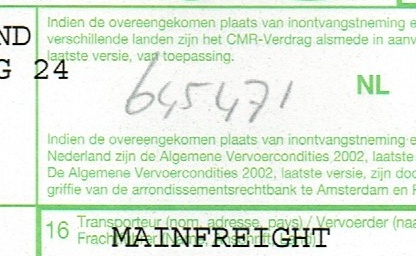 Indien de overeengekomen plaats van inontvangstneming e
ND
verschillende landen zijn het CMR-Verdrag alsmede in aanv
G 24
laatste versie, van toepassing.
645471
NL
Indien de overeengekomen plaats van inontvangstneming e
Nederland zijn de Algemene Vervoercondities 2002, laatste
De Algemene Vervoercondities 2002, laatste versie, zijn doo
griffie van de arrondissementsrechtbank te Amsterdam en R
16 Transporteur (nom, adresse, pays) / Vervoerder (naa
MAINFREIGHT